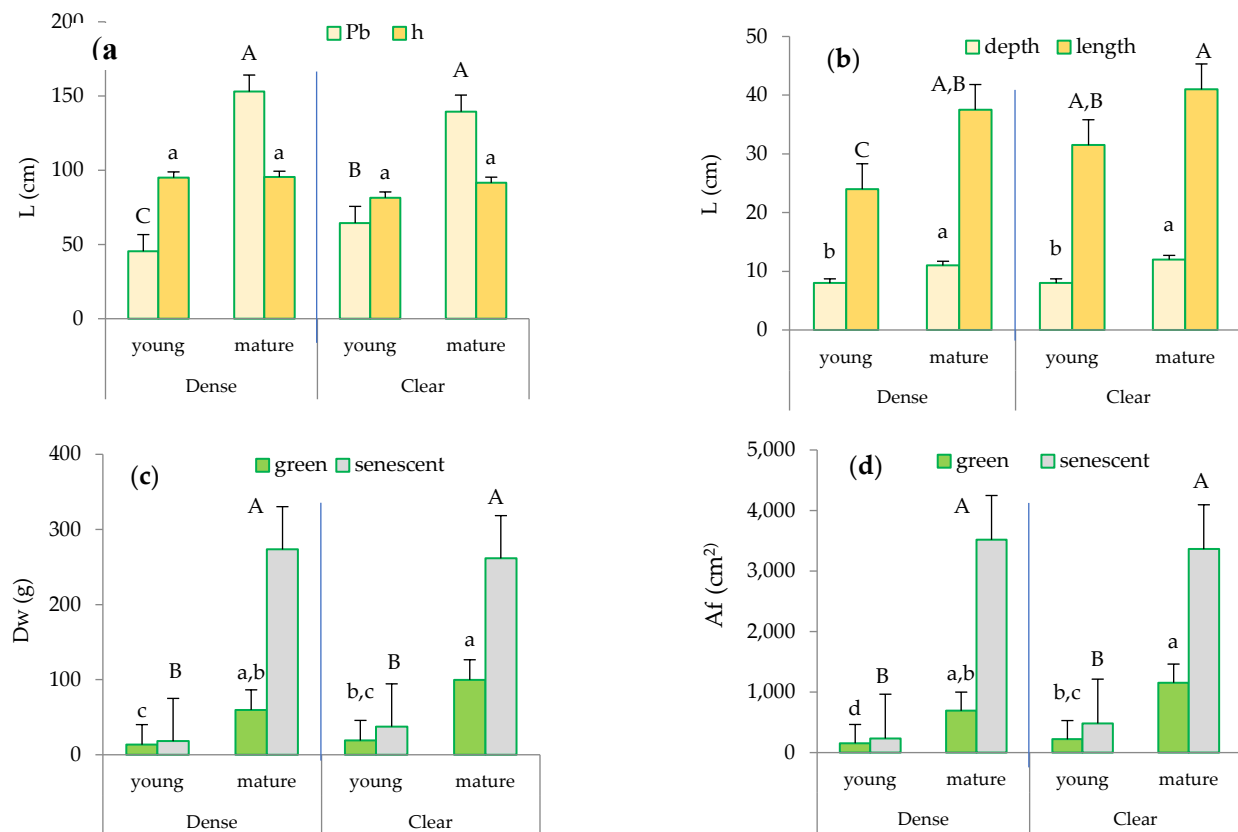 (a
Pb h
L (cm)
200
150
100
50
0
C a A a B a A a
young mature young mature
Dense Clear
(b)
depth length
L (cm)
50
40
30
20
10
0
b C a A,B b A,B a A
young mature young mature
Dense Clear
(c)
green senescent
Dw (g)
400
300
200
100
0
c B a,b A b,c B a A
young mature young mature
Dense Clear
(d)
green senescent
Af (cm²)
5,000
4,000
3,000
2,000
1,000
0
d B a,b A b,c B a A
young mature young mature
Dense Clear